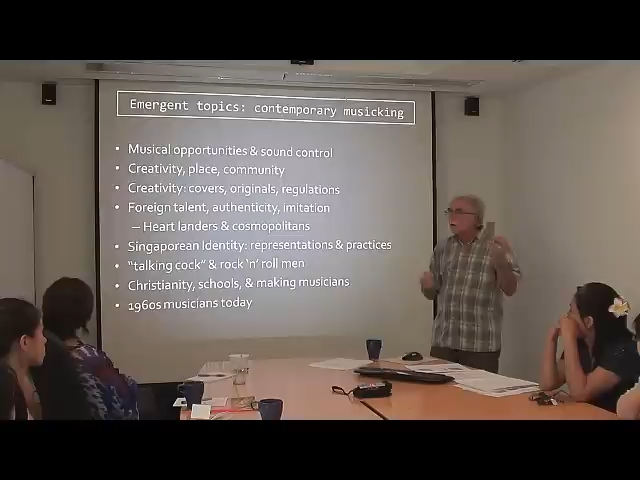 Emergent topics: contemporary musicking
• Musical opportunities & sound control
• Creativity, place, community
• Creativity: covers, originals, regulations
• Foreign talent, authenticity, imitation
– Heart landers & cosmopolitans
• Singaporean Identity: representations & practices
• "talking cock" & rock 'n' roll men
• Christianity, schools, & making musicians
• 1960s musicians today